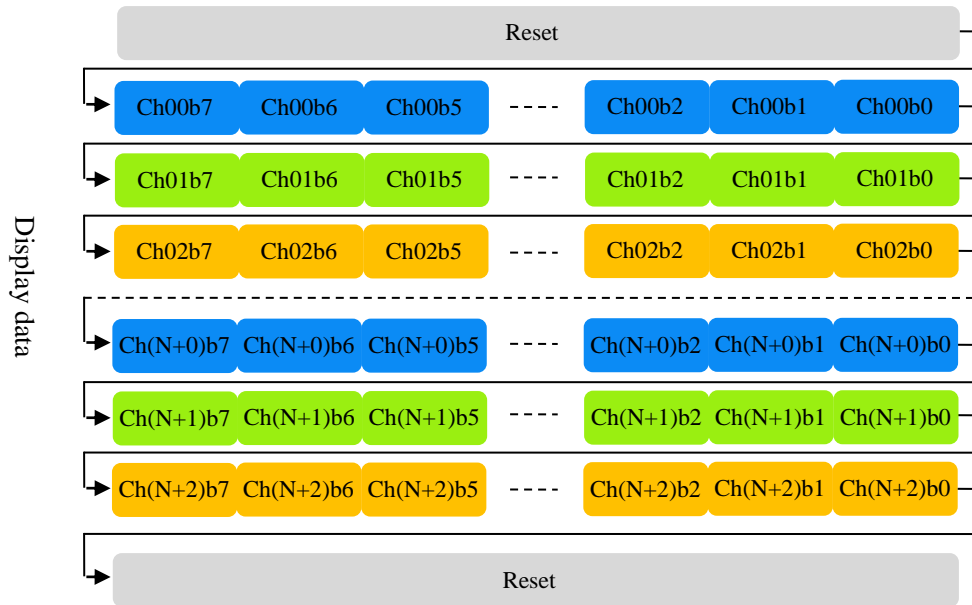 Reset
Ch00b7 Ch00b6 Ch00b5 Ch00b2 Ch00b1 Ch00b0
Ch01b7 Ch01b6 Ch01b5 Ch01b2 Ch01b1 Ch01b0
Ch02b7 Ch02b6 Ch02b5 Ch02b2 Ch02b1 Ch02b0
Display data
Ch(N+0)b7 Ch(N+0)b6 Ch(N+0)b5 Ch(N+0)b2 Ch(N+0)b1 Ch(N+0)b0
Ch(N+1)b7 Ch(N+1)b6 Ch(N+1)b5 Ch(N+1)b2 Ch(N+1)b1 Ch(N+1)b0
Ch(N+2)b7 Ch(N+2)b6 Ch(N+2)b5 Ch(N+2)b2 Ch(N+2)b1 Ch(N+2)b0
Reset